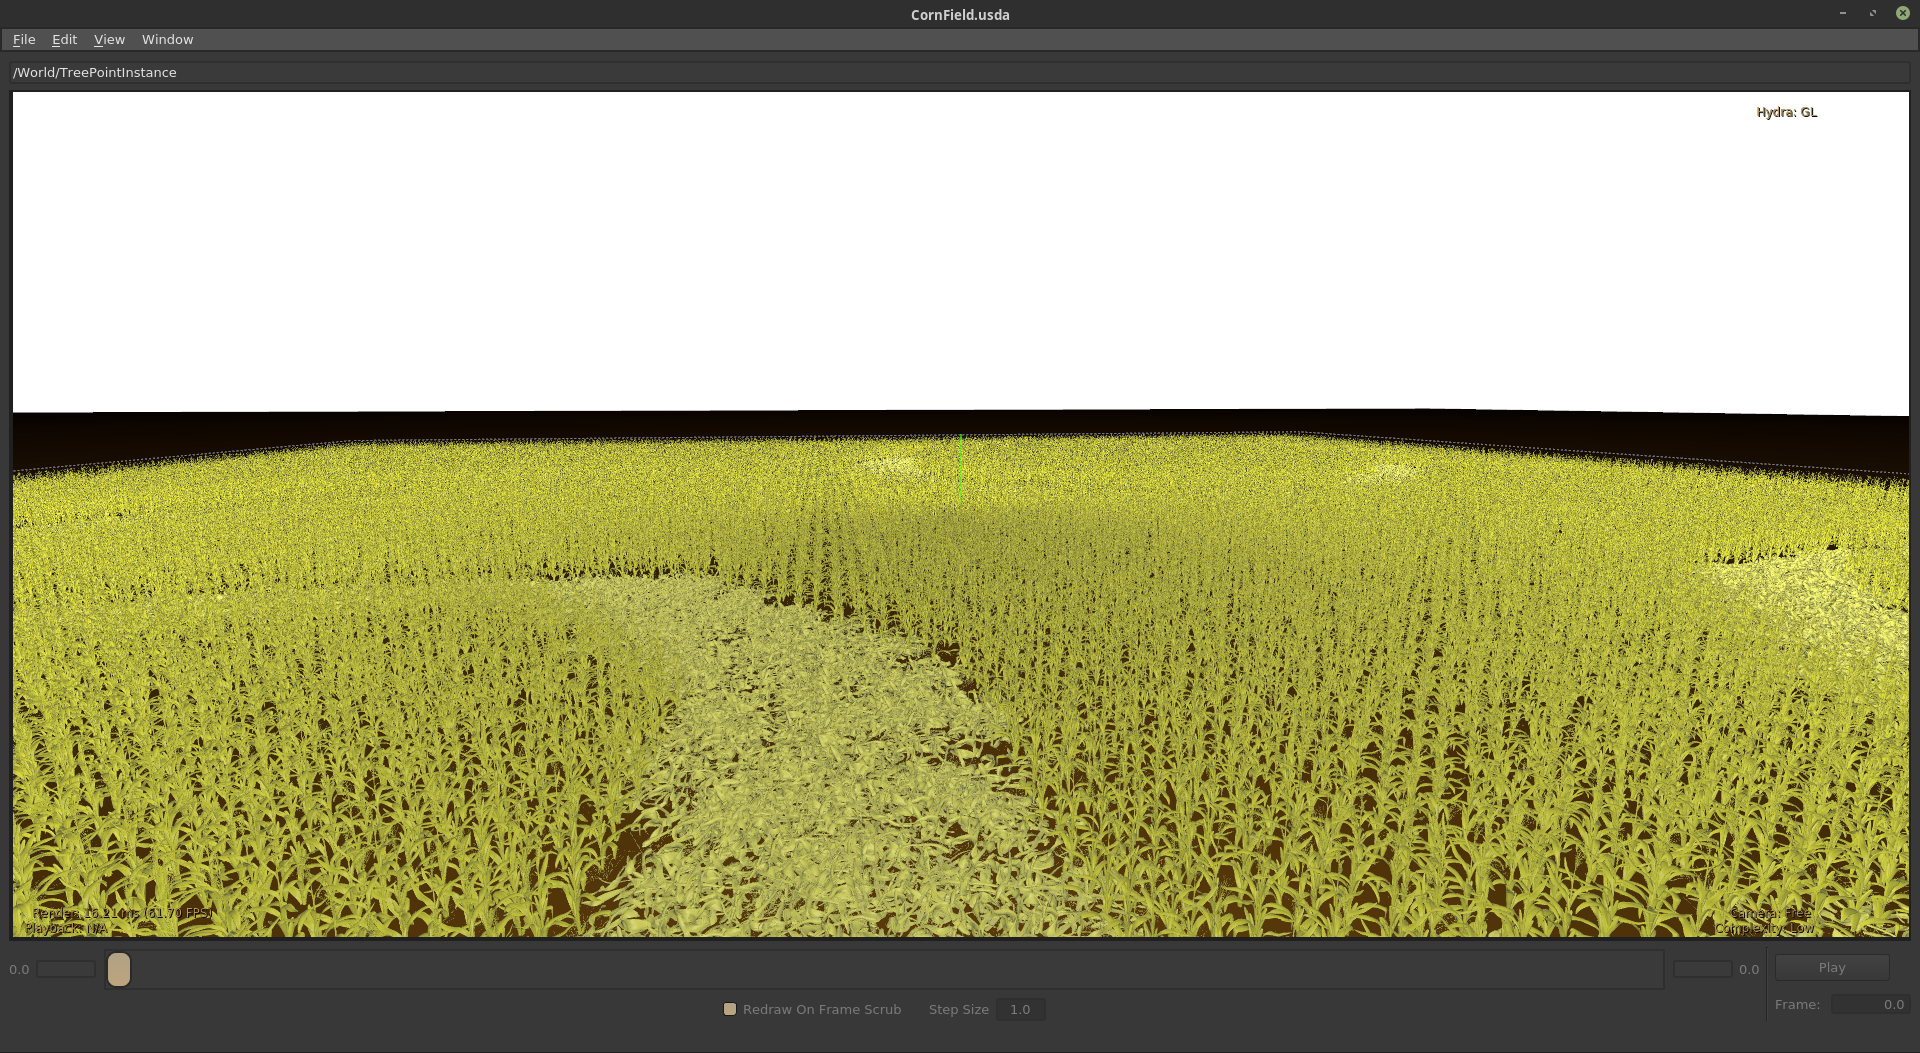 CornField.usda
File Edit View Window
/World/TreePointInstance
Hydra: GL
Render: 16.21ms (61.70 FPS)
Playback: N/A
Camera: Free
Complexity: Low
0.0
0.0
Play
Redraw On Frame Scrub
Step Size
1.0
Frame:
0.0